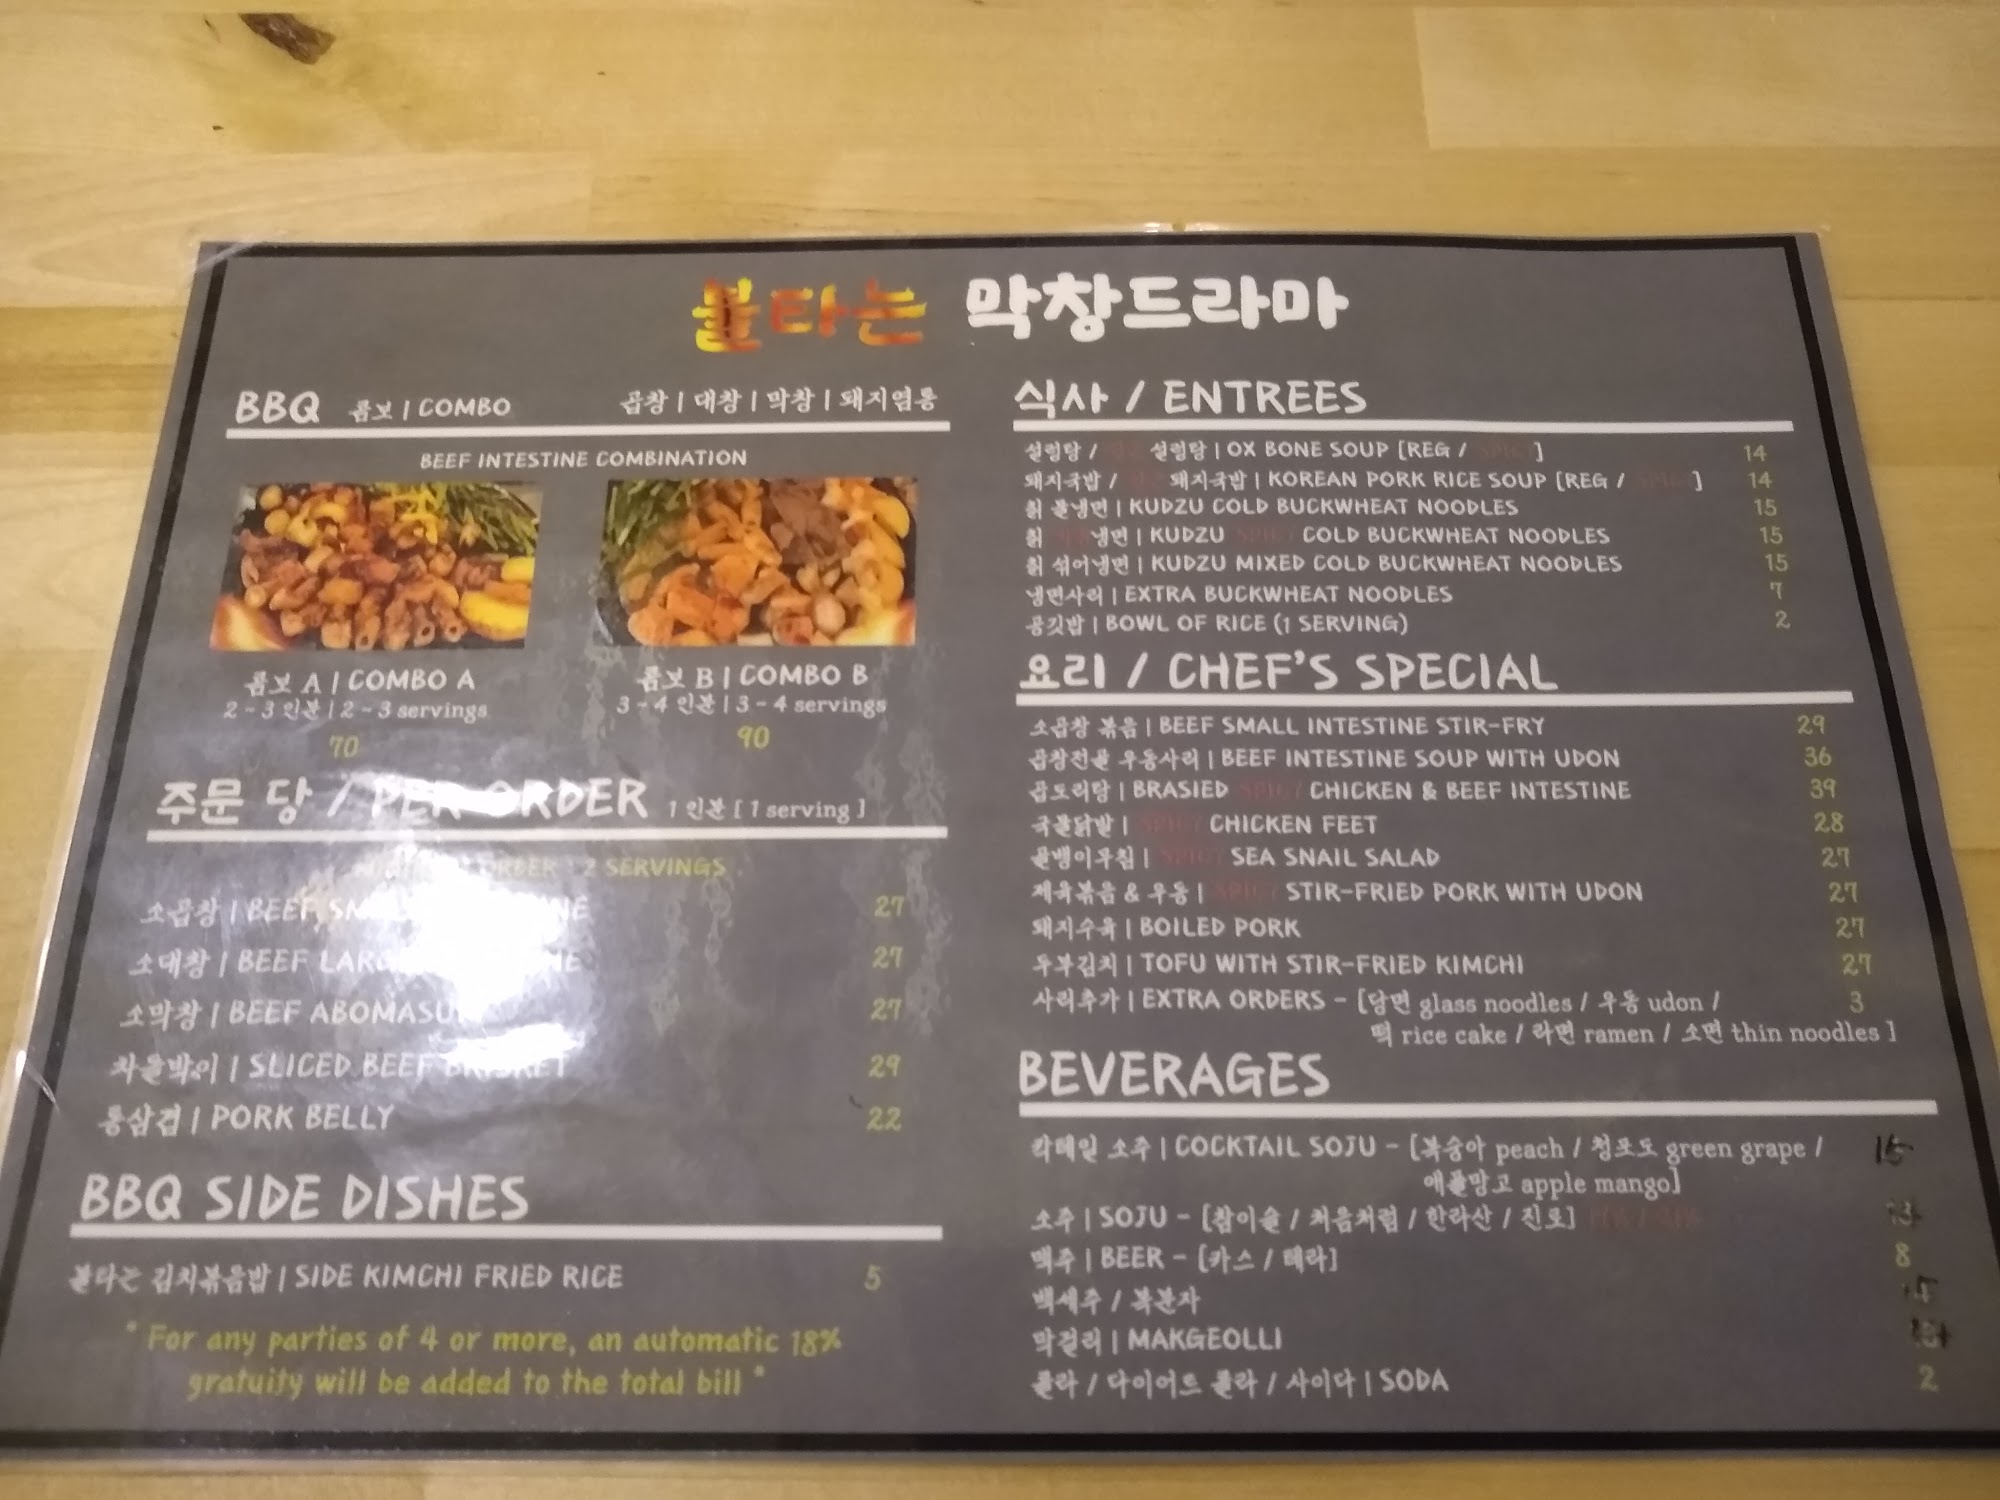 불타는 막창드라마
BBQ 콤보 | COMBO 곱창 | 대창 | 막창 | 돼지염통
BEEF INTESTINE COMBINATION
콤보 A | COMBO A
2 - 3 인분 | 2 - 3 servings
70
콤보 B | COMBO B
3 - 4 인분 | 3 - 4 servings
90
주문 당 / PER ORDER 1 인분 [ 1 serving ]
ORDER 2 SERVINGS
소곱창 | BEEF 27
소대창 | BEEF 27
소막창 | BEEF 27
차돌박이 | SLICED BEEF BRISKET 29
통삼겹 | PORK BELLY 22
BBQ SIDE DISHES
불타는 김치볶음밥 | SIDE KIMCHI FRIED RICE 5
* For any parties of 4 or more, an automatic 18%
gratuity will be added to the total bill *
식사 / ENTREES
설렁탕 / 설렁탕 | OX BONE SOUP [REG / SPICY] 14
돼지국밥 / 돼지국밥 | KOREAN PORK RICE SOUP [REG / SPICY] 14
칡 물냉면 | KUDZU COLD BUCKWHEAT NOODLES 15
칡 냉면 | KUDZU SPICY COLD BUCKWHEAT NOODLES 15
칡 섞어냉면 | KUDZU MIXED COLD BUCKWHEAT NOODLES 15
냉면사리 | EXTRA BUCKWHEAT NOODLES 7
공깃밥 | BOWL OF RICE (1 SERVING) 2
요리 / CHEF'S SPECIAL
소곱창 볶음 | BEEF SMALL INTESTINE STIR-FRY 29
곱창전골 우동사리 | BEEF INTESTINE SOUP WITH UDON 36
곱도리탕 | BRASIED SPICY CHICKEN & BEEF INTESTINE 39
국물닭발 | SPICY CHICKEN FEET 28
골뱅이무침 | SPICY SEA SNAIL SALAD 27
제육볶음 & 우동 | SPICY STIR-FRIED PORK WITH UDON 27
돼지수육 | BOILED PORK 27
두부김치 | TOFU WITH STIR-FRIED KIMCHI 27
사리추가 | EXTRA ORDERS - [당면 glass noodles / 우동 udon / 3
떡 rice cake / 라면 ramen / 소면 thin noodles ]
BEVERAGES
칵테일 소주 | COCKTAIL SOJU - [복숭아 peach / 청포도 green grape / 15
애플망고 apple mango]
소주 | SOJU - [참이슬 / 처음처럼 / 한라산 / 진로]
맥주 | BEER - [카스 / 테라] 8
백세주 / 복분자
막걸리 | MAKGEOLLI
콜라 / 다이어트 콜라 / 사이다 | SODA 2